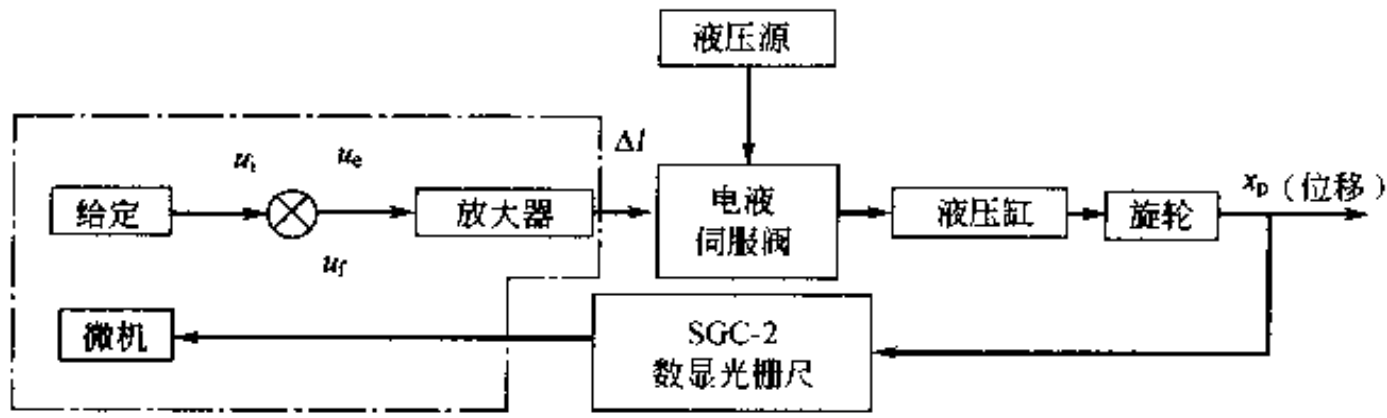 液压源
ΔI
u_t u_e
给定
放大器
电液
伺服阀
液压缸
旋轮
x_p（位移）
u_f
微机
SGC-2
数显光栅尺